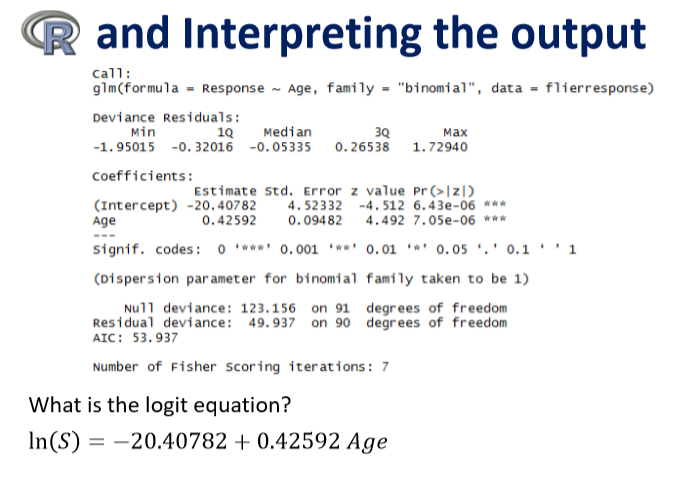 R and Interpreting the output
Call:
glm(formula = Response ~ Age, family = "binomial", data = flierresponse)
Deviance Residuals:
Min 1Q Median 3Q Max
-1.95015 -0.32016 -0.05335 0.26538 1.72940
Coefficients:
Estimate Std. Error z value Pr(>|z|)
(Intercept) -20.40782 4.52332 -4.512 6.43e-06 ***
Age 0.42592 0.09482 4.492 7.05e-06 ***
---
Signif. codes: 0 '***' 0.001 '**' 0.01 '*' 0.05 '.' 0.1 ' ' 1
(Dispersion parameter for binomial family taken to be 1)
Null deviance: 123.156 on 91 degrees of freedom
Residual deviance: 49.937 on 90 degrees of freedom
AIC: 53.937
Number of Fisher Scoring iterations: 7
What is the logit equation?
ln(S) = −20.40782 + 0.42592 Age